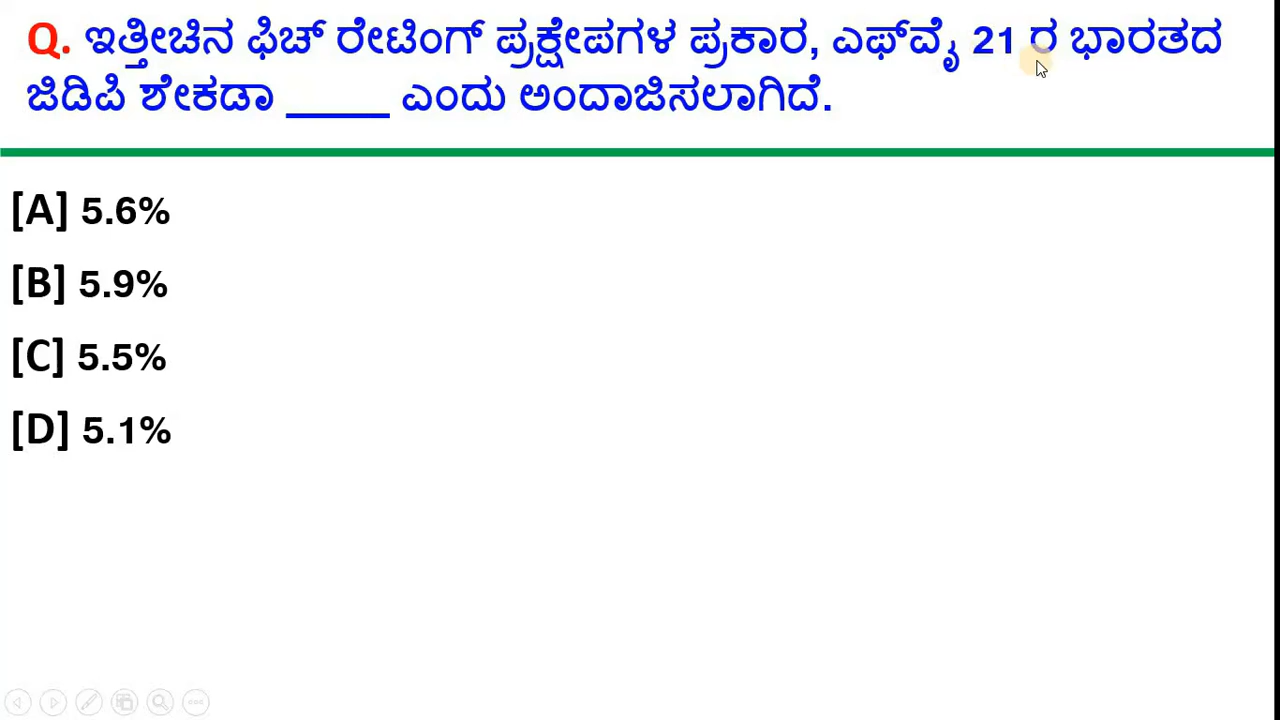 Q. ಇತ್ತೀಚಿನ ಫಿಚ್ ರೇಟಿಂಗ್ ಪ್ರಕ್ಷೇಪಗಳ ಪ್ರಕಾರ, ಎಫ್‌ವೈ 21 ರ ಭಾರತದ
ಜಿಡಿಪಿ ಶೇಕಡಾ _____ ಎಂದು ಅಂದಾಜಿಸಲಾಗಿದೆ.
[A] 5.6%
[B] 5.9%
[C] 5.5%
[D] 5.1%